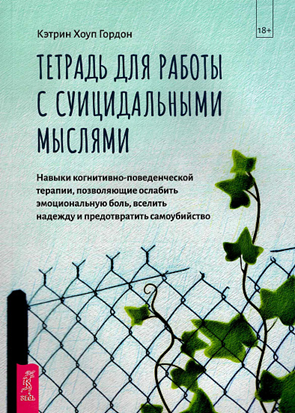 Кэтрин Хоуп Гордон
18+
ТЕТРАДЬ ДЛЯ РАБОТЫ
С СУИЦИДАЛЬНЫМИ
МЫСЛЯМИ
Навыки когнитивно-поведенческой
терапии, позволяющие ослабить
эмоциональную боль, вселить
надежду и предотвратить самоубийство
ВЕСЬ